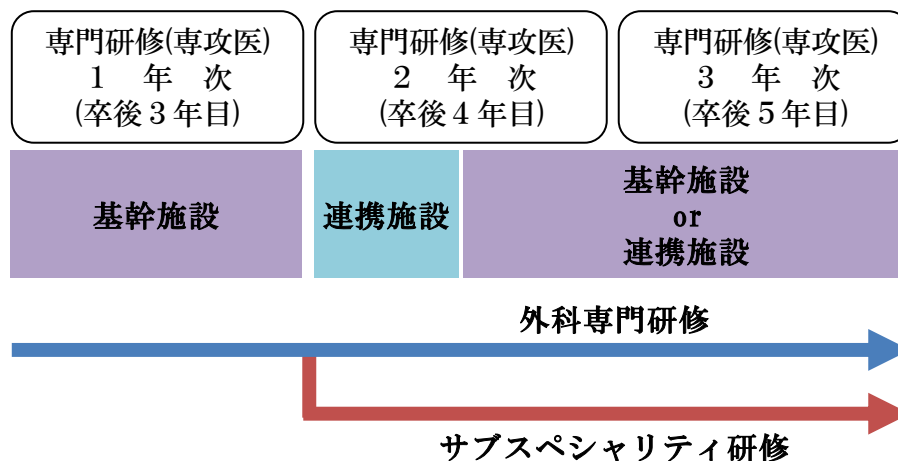 専門研修(専攻医)
1 年 次
(卒後3年目)
専門研修(専攻医)
2 年 次
(卒後4年目)
専門研修(専攻医)
3 年 次
(卒後5年目)
基幹施設
連携施設
基幹施設
or
連携施設
外科専門研修
サブスペシャリティ研修